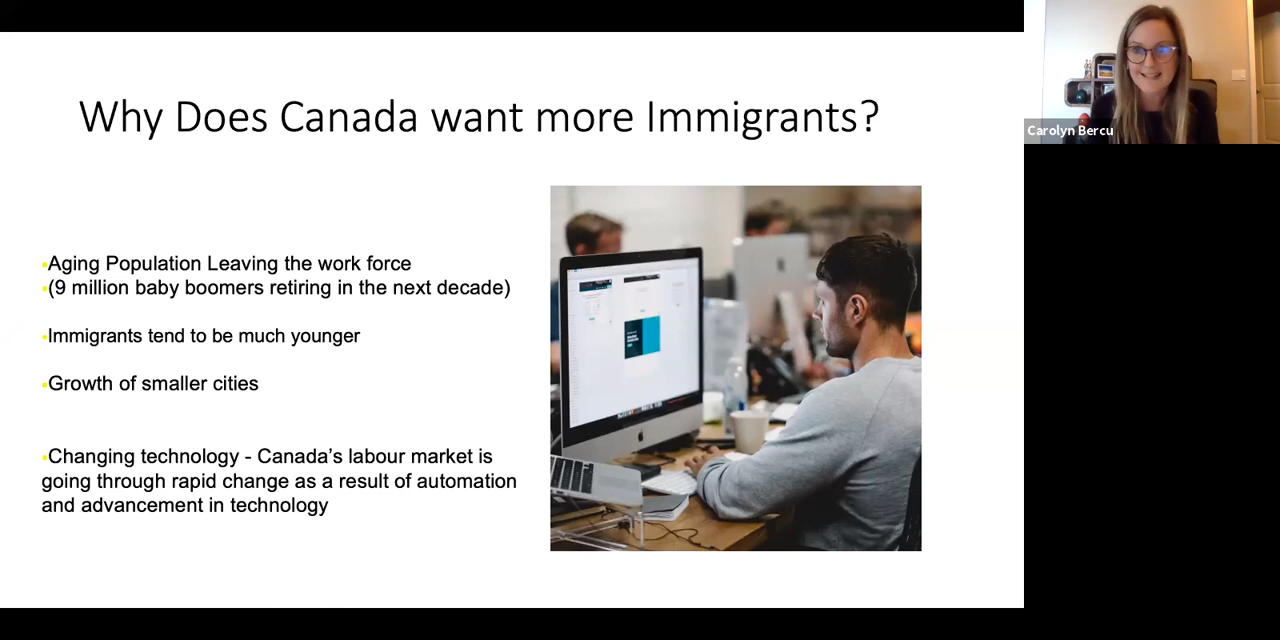 Why Does Canada want more Immigrants?
•Aging Population Leaving the work force
•(9 million baby boomers retiring in the next decade)
•Immigrants tend to be much younger
•Growth of smaller cities
•Changing technology - Canada’s labour market is
going through rapid change as a result of automation
and advancement in technology
Carolyn Bercu